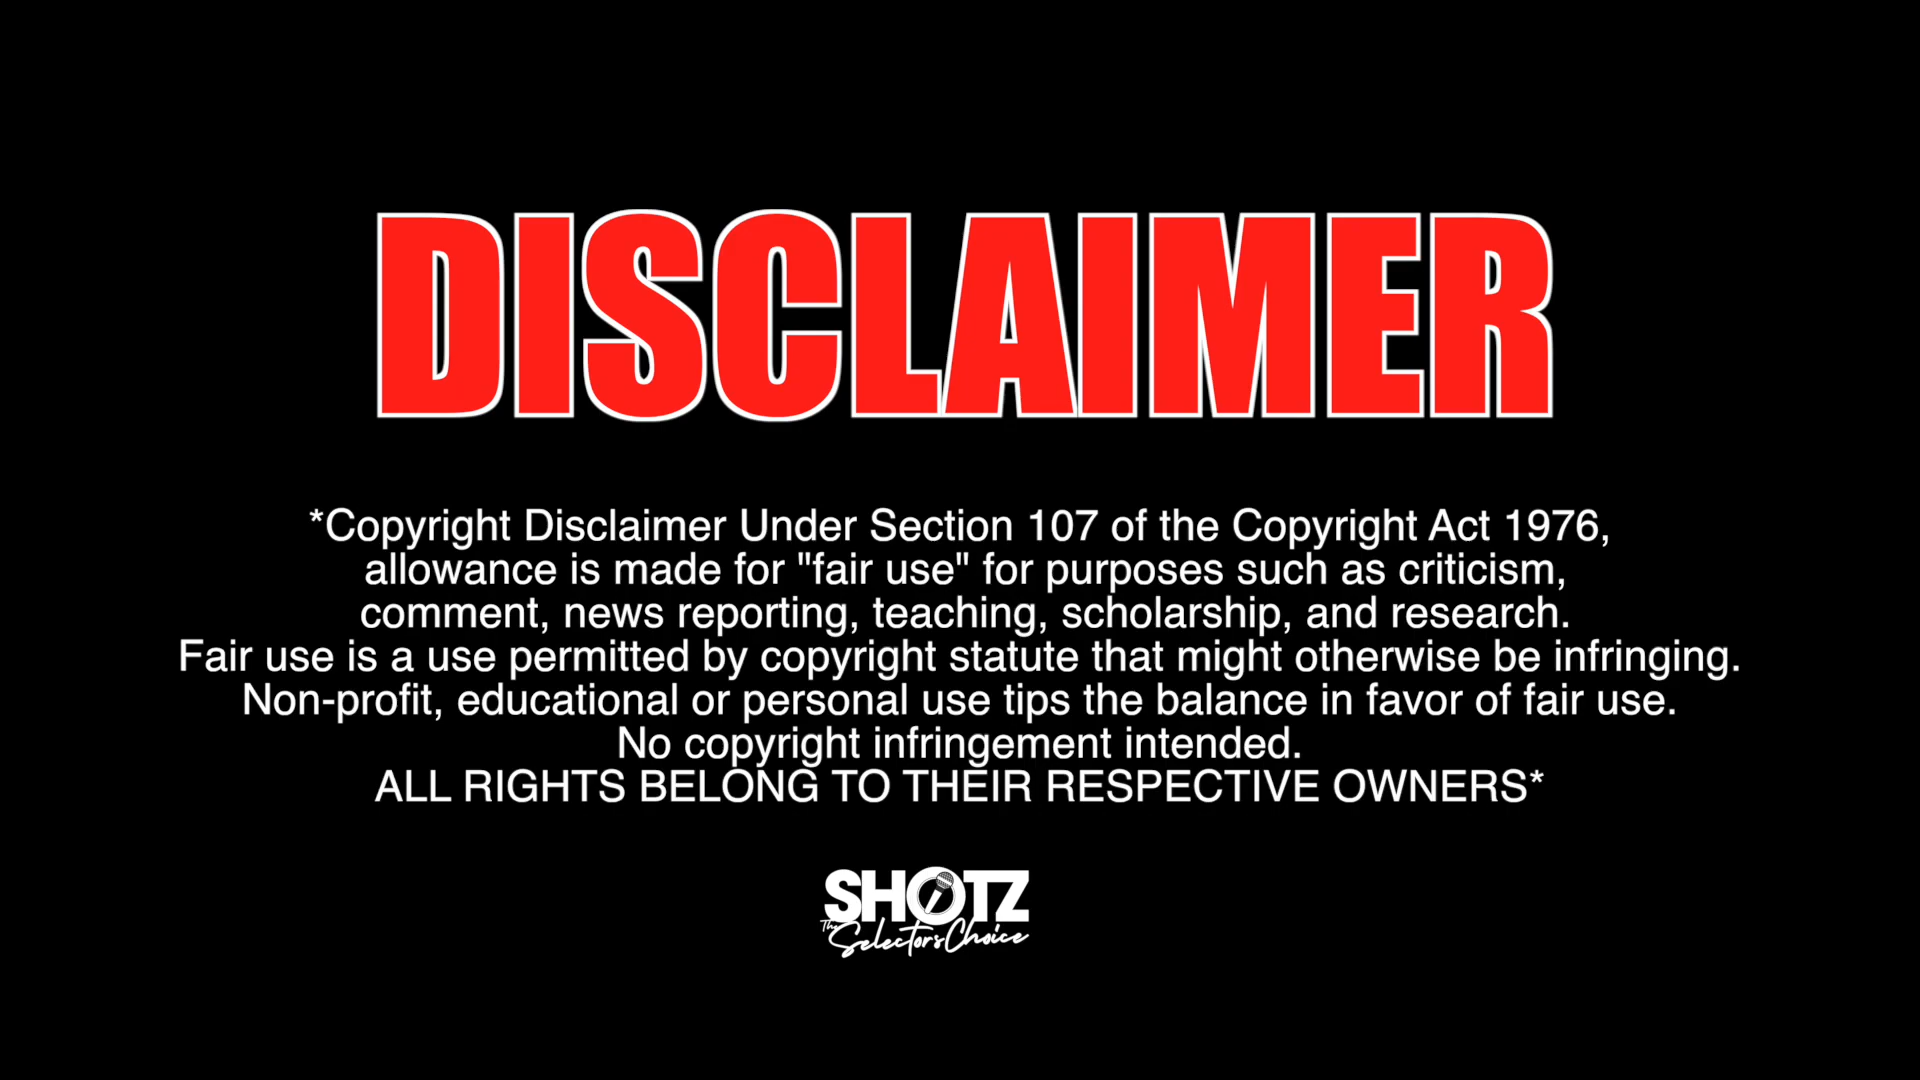 DISCLAIMER
*Copyright Disclaimer Under Section 107 of the Copyright Act 1976,
allowance is made for "fair use" for purposes such as criticism,
comment, news reporting, teaching, scholarship, and research.
Fair use is a use permitted by copyright statute that might otherwise be infringing.
Non-profit, educational or personal use tips the balance in favor of fair use.
No copyright infringement intended.
ALL RIGHTS BELONG TO THEIR RESPECTIVE OWNERS*
SHOTZ
The Selectors Choice